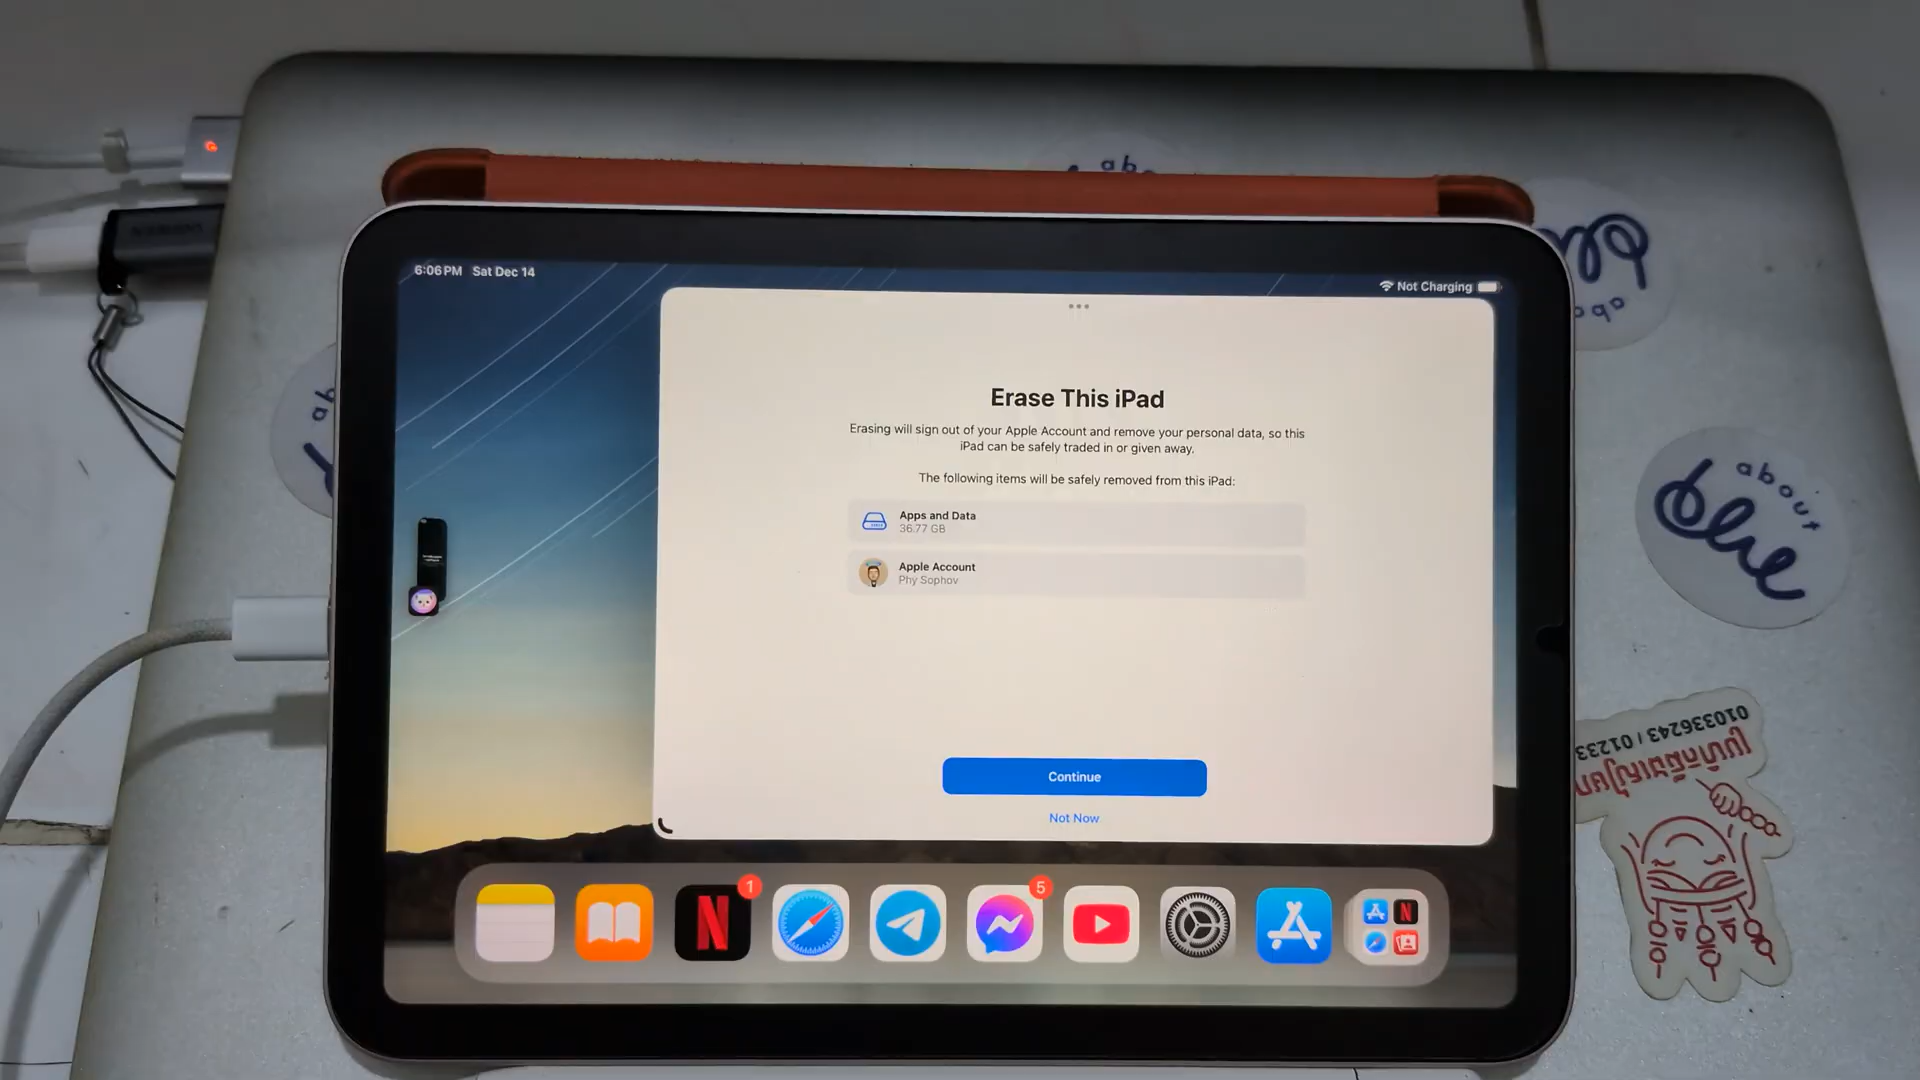 6:06 PM Sat Dec 14
Not Charging
Erase This iPad
Erasing will sign out of your Apple Account and remove your personal data, so this
iPad can be safely traded in or given away.
The following items will be safely removed from this iPad:
Apps and Data
36.77 GB
Apple Account
Phy Sophov
Continue
Not Now
1
5
about
blue
010336243 / 01233